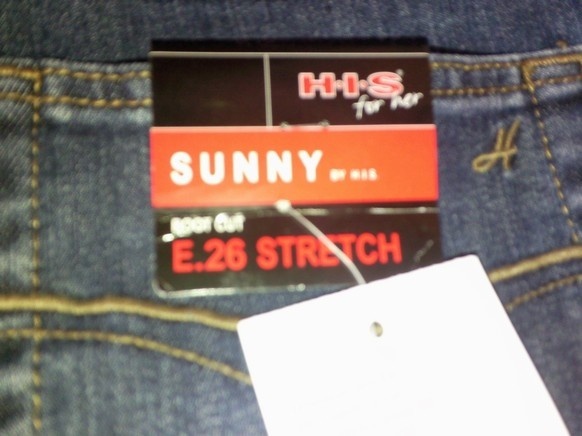 H·I·S
for her
SUNNY BY H.I.S.
BOOT CUT
E.26 STRETCH
H